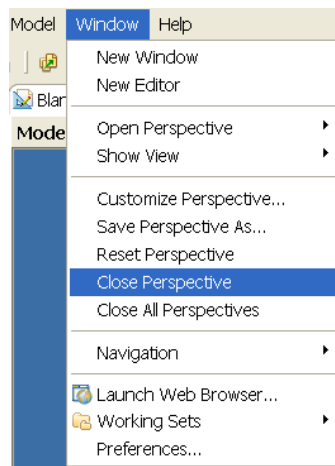 Model Window Help
New Window
New Editor
Blan
Mode
Open Perspective
Show View
Customize Perspective...
Save Perspective As...
Reset Perspective
Close Perspective
Close All Perspectives
Navigation
Launch Web Browser...
Working Sets
Preferences...